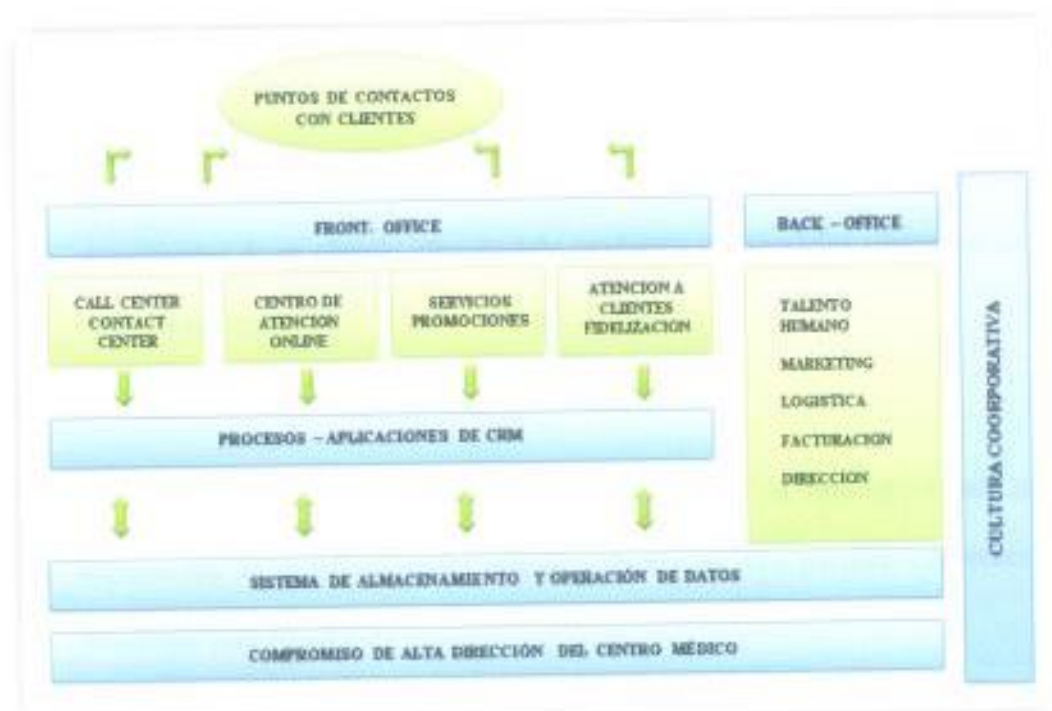 PUNTOS DE CONTACTOS
CON CLIENTES
FRONT. OFFICE
BACK - OFFICE
CALL CENTER
CONTACT
CENTER
CENTRO DE
ATENCION
ONLINE
SERVICIOS
PROMOCIONES
ATENCION A
CLIENTES
FIDELIZACIÓN
TALENTO
HUMANO
MARKETING
LOGISTICA
FACTURACION
DIRECCION
PROCESOS - APLICACIONES DE CRM
SISTEMA DE ALMACENAMIENTO Y OPERACIÓN DE DATOS
COMPROMISO DE ALTA DIRECCIÓN DEL CENTRO MÉDICO
CULTURA COORPORATIVA